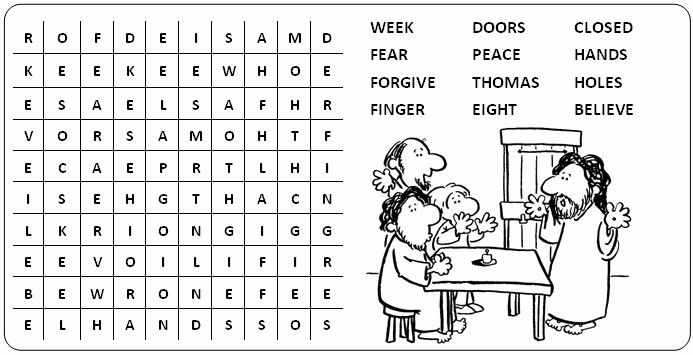 R O F D E I S A M D
K E E K E E W H O E
E S A E L S A F H R
V O R S A M O H T F
E C A E P R T L H I
I S E H G T H A C N
L K R I O N G I G G
E E V O I L I F I R
B E W R O N E F E E
E L H A N D S S O S
WEEK DOORS CLOSED
FEAR PEACE HANDS
FORGIVE THOMAS HOLES
FINGER EIGHT BELIEVE